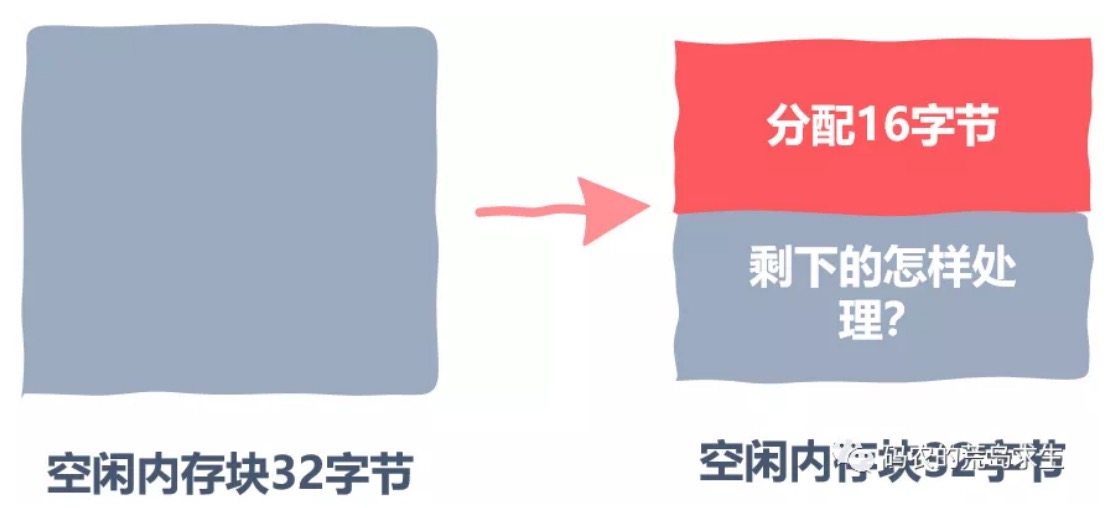 分配16字节
剩下的怎样处
理?
空闲内存块32字节
空闲内存块32字节
码农的荒岛求生